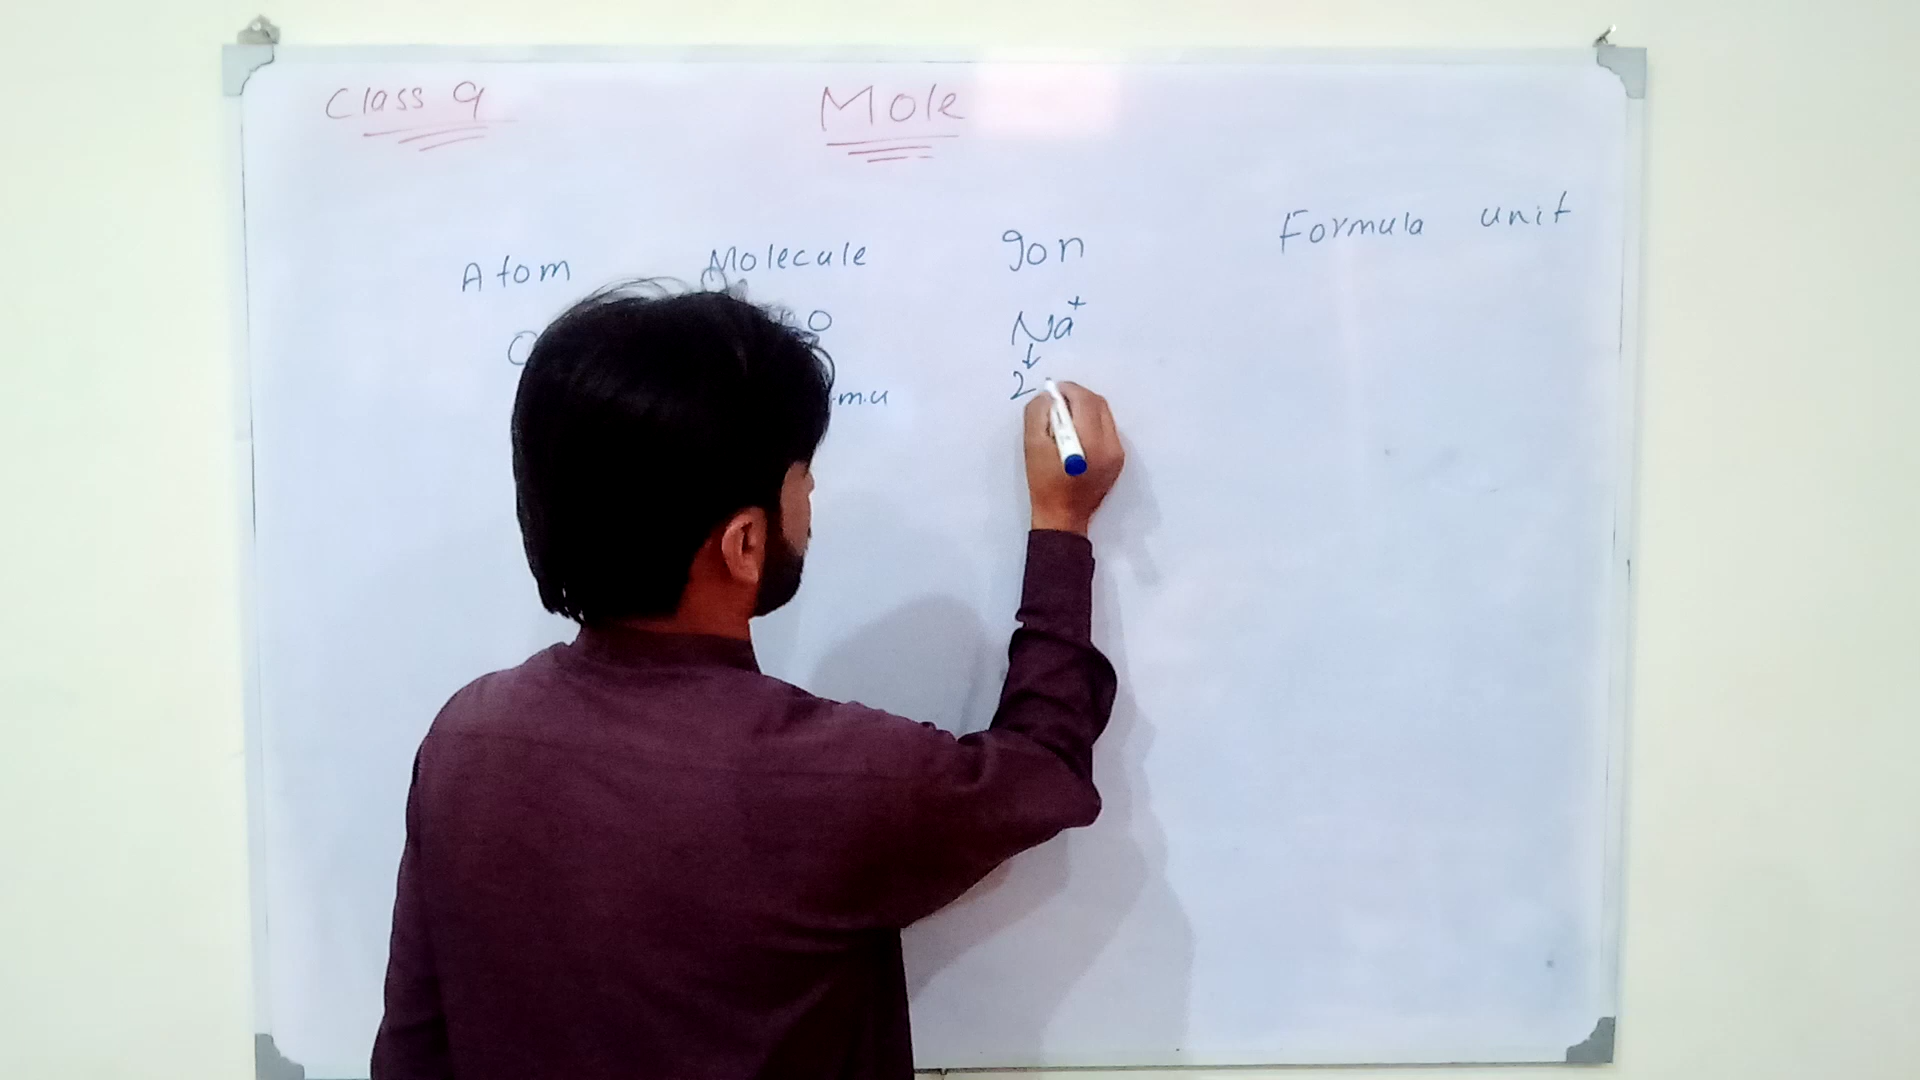 Class 9
Mole
Atom Molecule Ion Formula unit
O Na+
↓
m.u 2